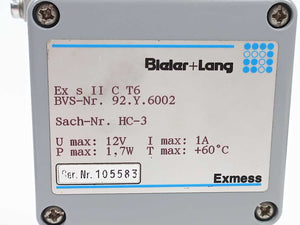 Bieler+Lang
Ex s II C T6
BVS-Nr. 92.Y.6002
Sach-Nr. HC-3
U max: 12V I max: 1A
P max: 1,7W T max: +60°C
Ser.Nr. 105583
Exmess